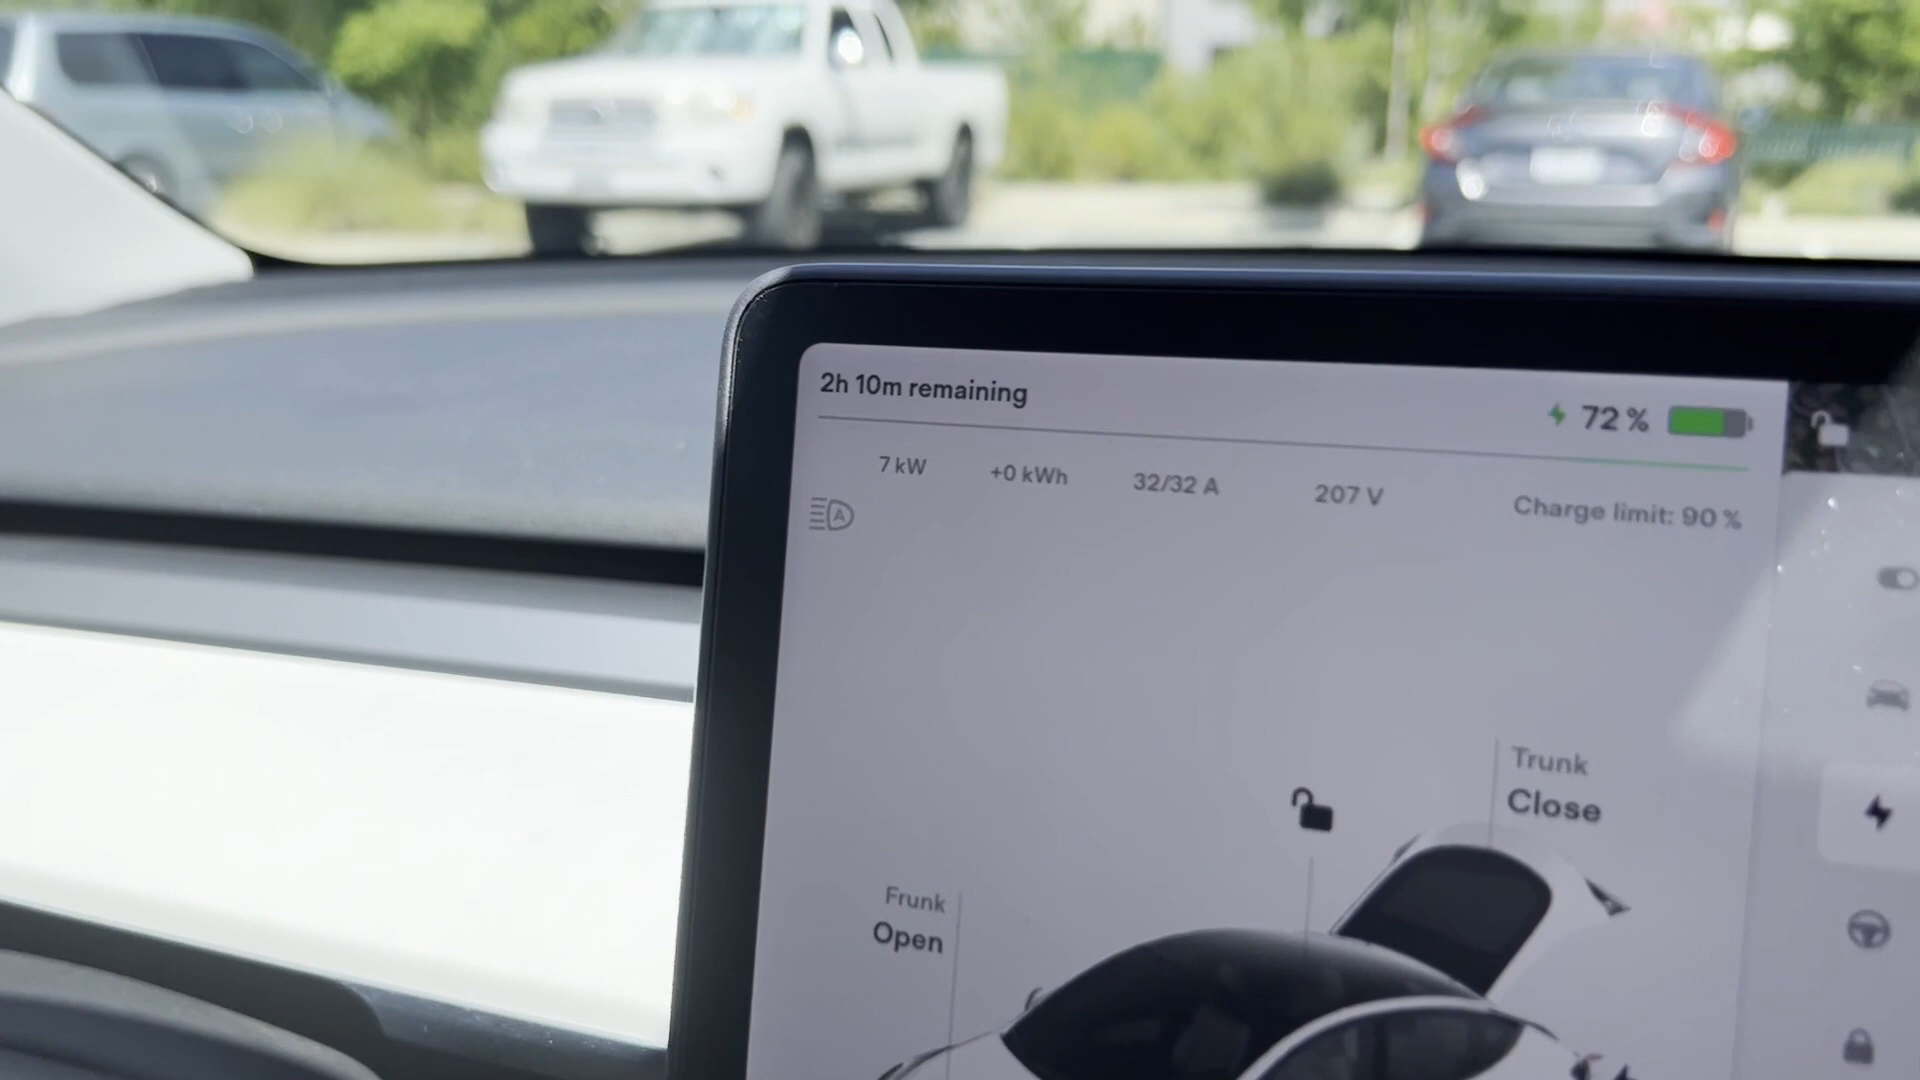 2h 10m remaining
72 %
7 kW
+0 kWh
32/32 A
207 V
Charge limit: 90 %
A
Trunk
Close
Frunk
Open